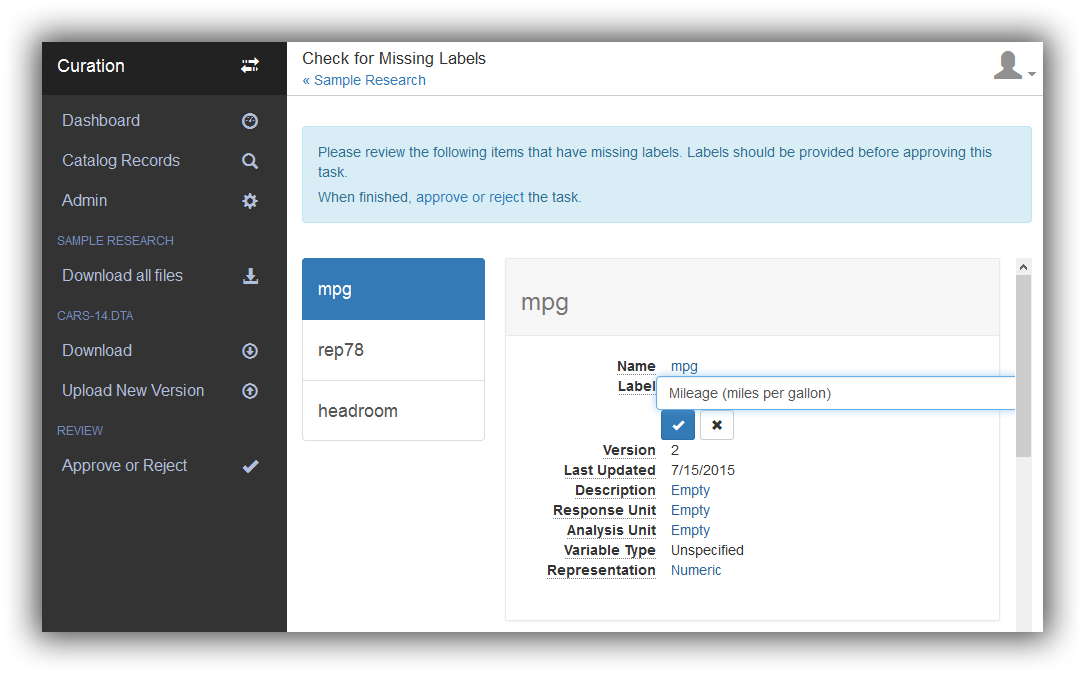 Curation
Dashboard
Catalog Records
Admin
SAMPLE RESEARCH
Download all files
CARS-14.DTA
Download
Upload New Version
REVIEW
Approve or Reject
Check for Missing Labels
« Sample Research
Please review the following items that have missing labels. Labels should be provided before approving this
task.
When finished, approve or reject the task.
mpg
rep78
headroom
mpg
Name mpg
Label Mileage (miles per gallon)
Version 2
Last Updated 7/15/2015
Description Empty
Response Unit Empty
Analysis Unit Empty
Variable Type Unspecified
Representation Numeric